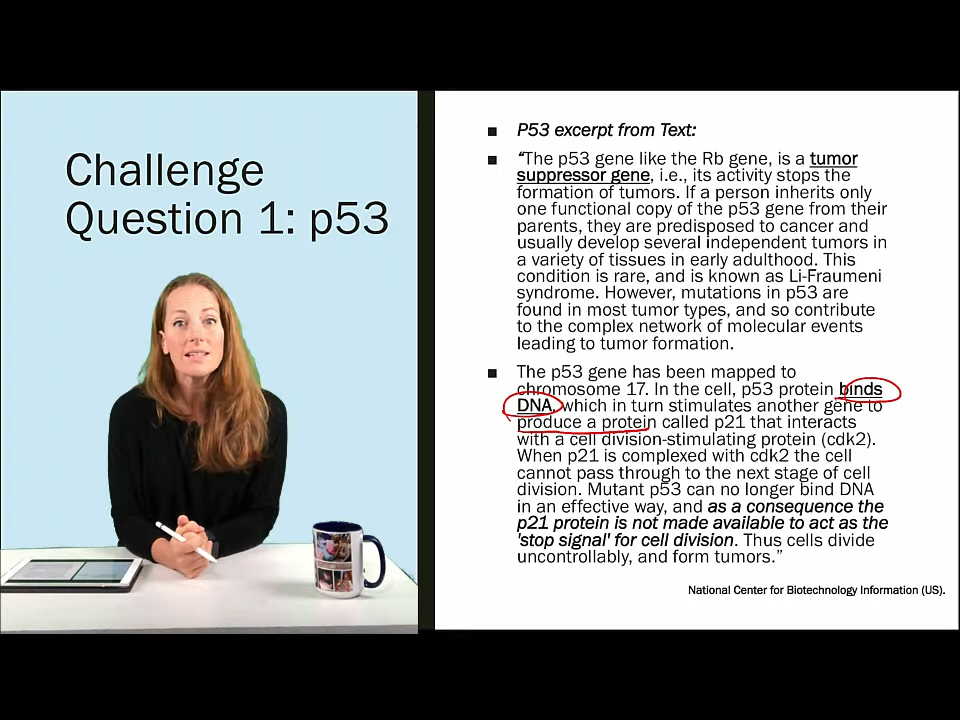 Challenge
Question 1: p53
■ P53 excerpt from Text:
■ “The p53 gene like the Rb gene, is a tumor
suppressor gene, i.e., its activity stops the
formation of tumors. If a person inherits only
one functional copy of the p53 gene from their
parents, they are predisposed to cancer and
usually develop several independent tumors in
a variety of tissues in early adulthood. This
condition is rare, and is known as Li-Fraumeni
syndrome. However, mutations in p53 are
found in most tumor types, and so contribute
to the complex network of molecular events
leading to tumor formation.
■ The p53 gene has been mapped to
chromosome 17. In the cell, p53 protein binds
DNA, which in turn stimulates another gene to
produce a protein called p21 that interacts
with a cell division-stimulating protein (cdk2).
When p21 is complexed with cdk2 the cell
cannot pass through to the next stage of cell
division. Mutant p53 can no longer bind DNA
in an effective way, and as a consequence the
p21 protein is not made available to act as the
'stop signal' for cell division. Thus cells divide
uncontrollably, and form tumors.”
National Center for Biotechnology Information (US).